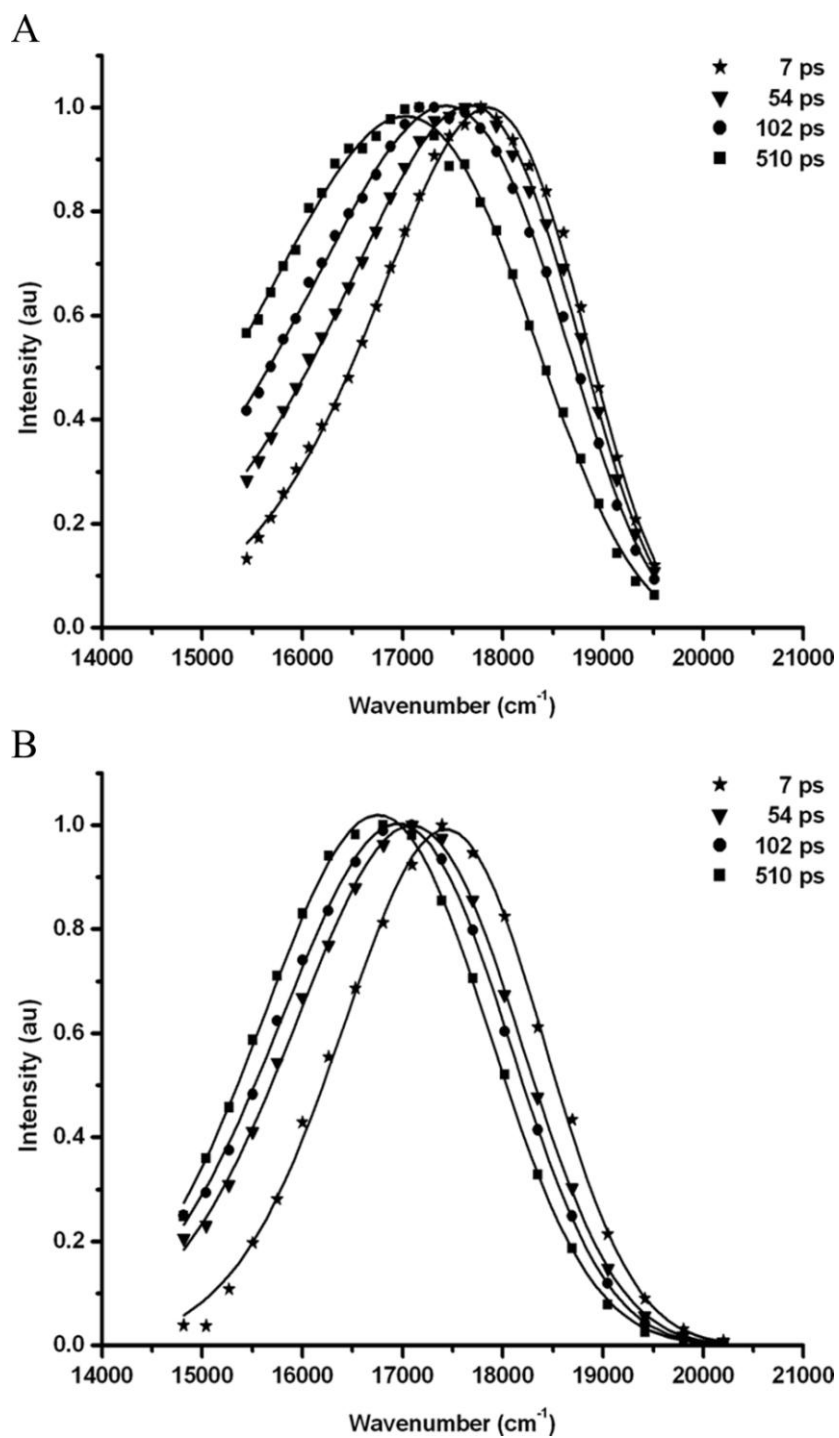 A
7 ps
54 ps
102 ps
510 ps
1.0
0.8
0.6
0.4
0.2
0.0
Intensity (au)
14000 15000 16000 17000 18000 19000 20000 21000
Wavenumber (cm⁻¹)
B
7 ps
54 ps
102 ps
510 ps
1.0
0.8
0.6
0.4
0.2
0.0
Intensity (au)
14000 15000 16000 17000 18000 19000 20000 21000
Wavenumber (cm⁻¹)